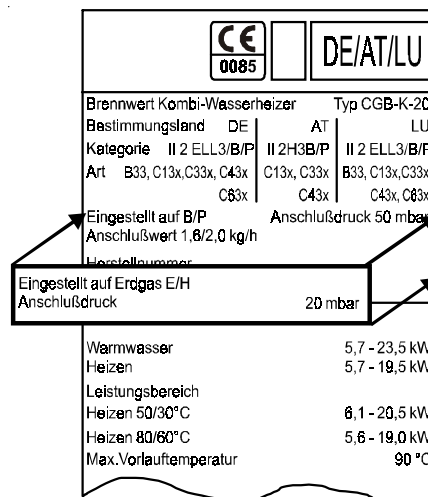 CE
0085
DE/AT/LU
Brennwert Kombi-Wasserheizer Typ CGB-K-20
Bestimmungsland DE AT LU
Kategorie II 2 ELL3/B/P II 2H3B/P II 2 ELL3/B/P
Art B33, C13x,C33x, C43x C13x, C33x B33, C13x,C33x
C63x C43x C43x, C63x
Eingestellt auf B/P Anschlußdruck 50 mbar
Anschlußwert 1,6/2,0 kg/h
Herstellnummer
Eingestellt auf Erdgas E/H
Anschlußdruck 20 mbar
Warmwasser 5,7 - 23,5 kW
Heizen 5,7 - 19,5 kW
Leistungsbereich
Heizen 50/30°C 6,1 - 20,5 kW
Heizen 80/60°C 5,6 - 19,0 kW
Max.Vorlauftemperatur 90 °C